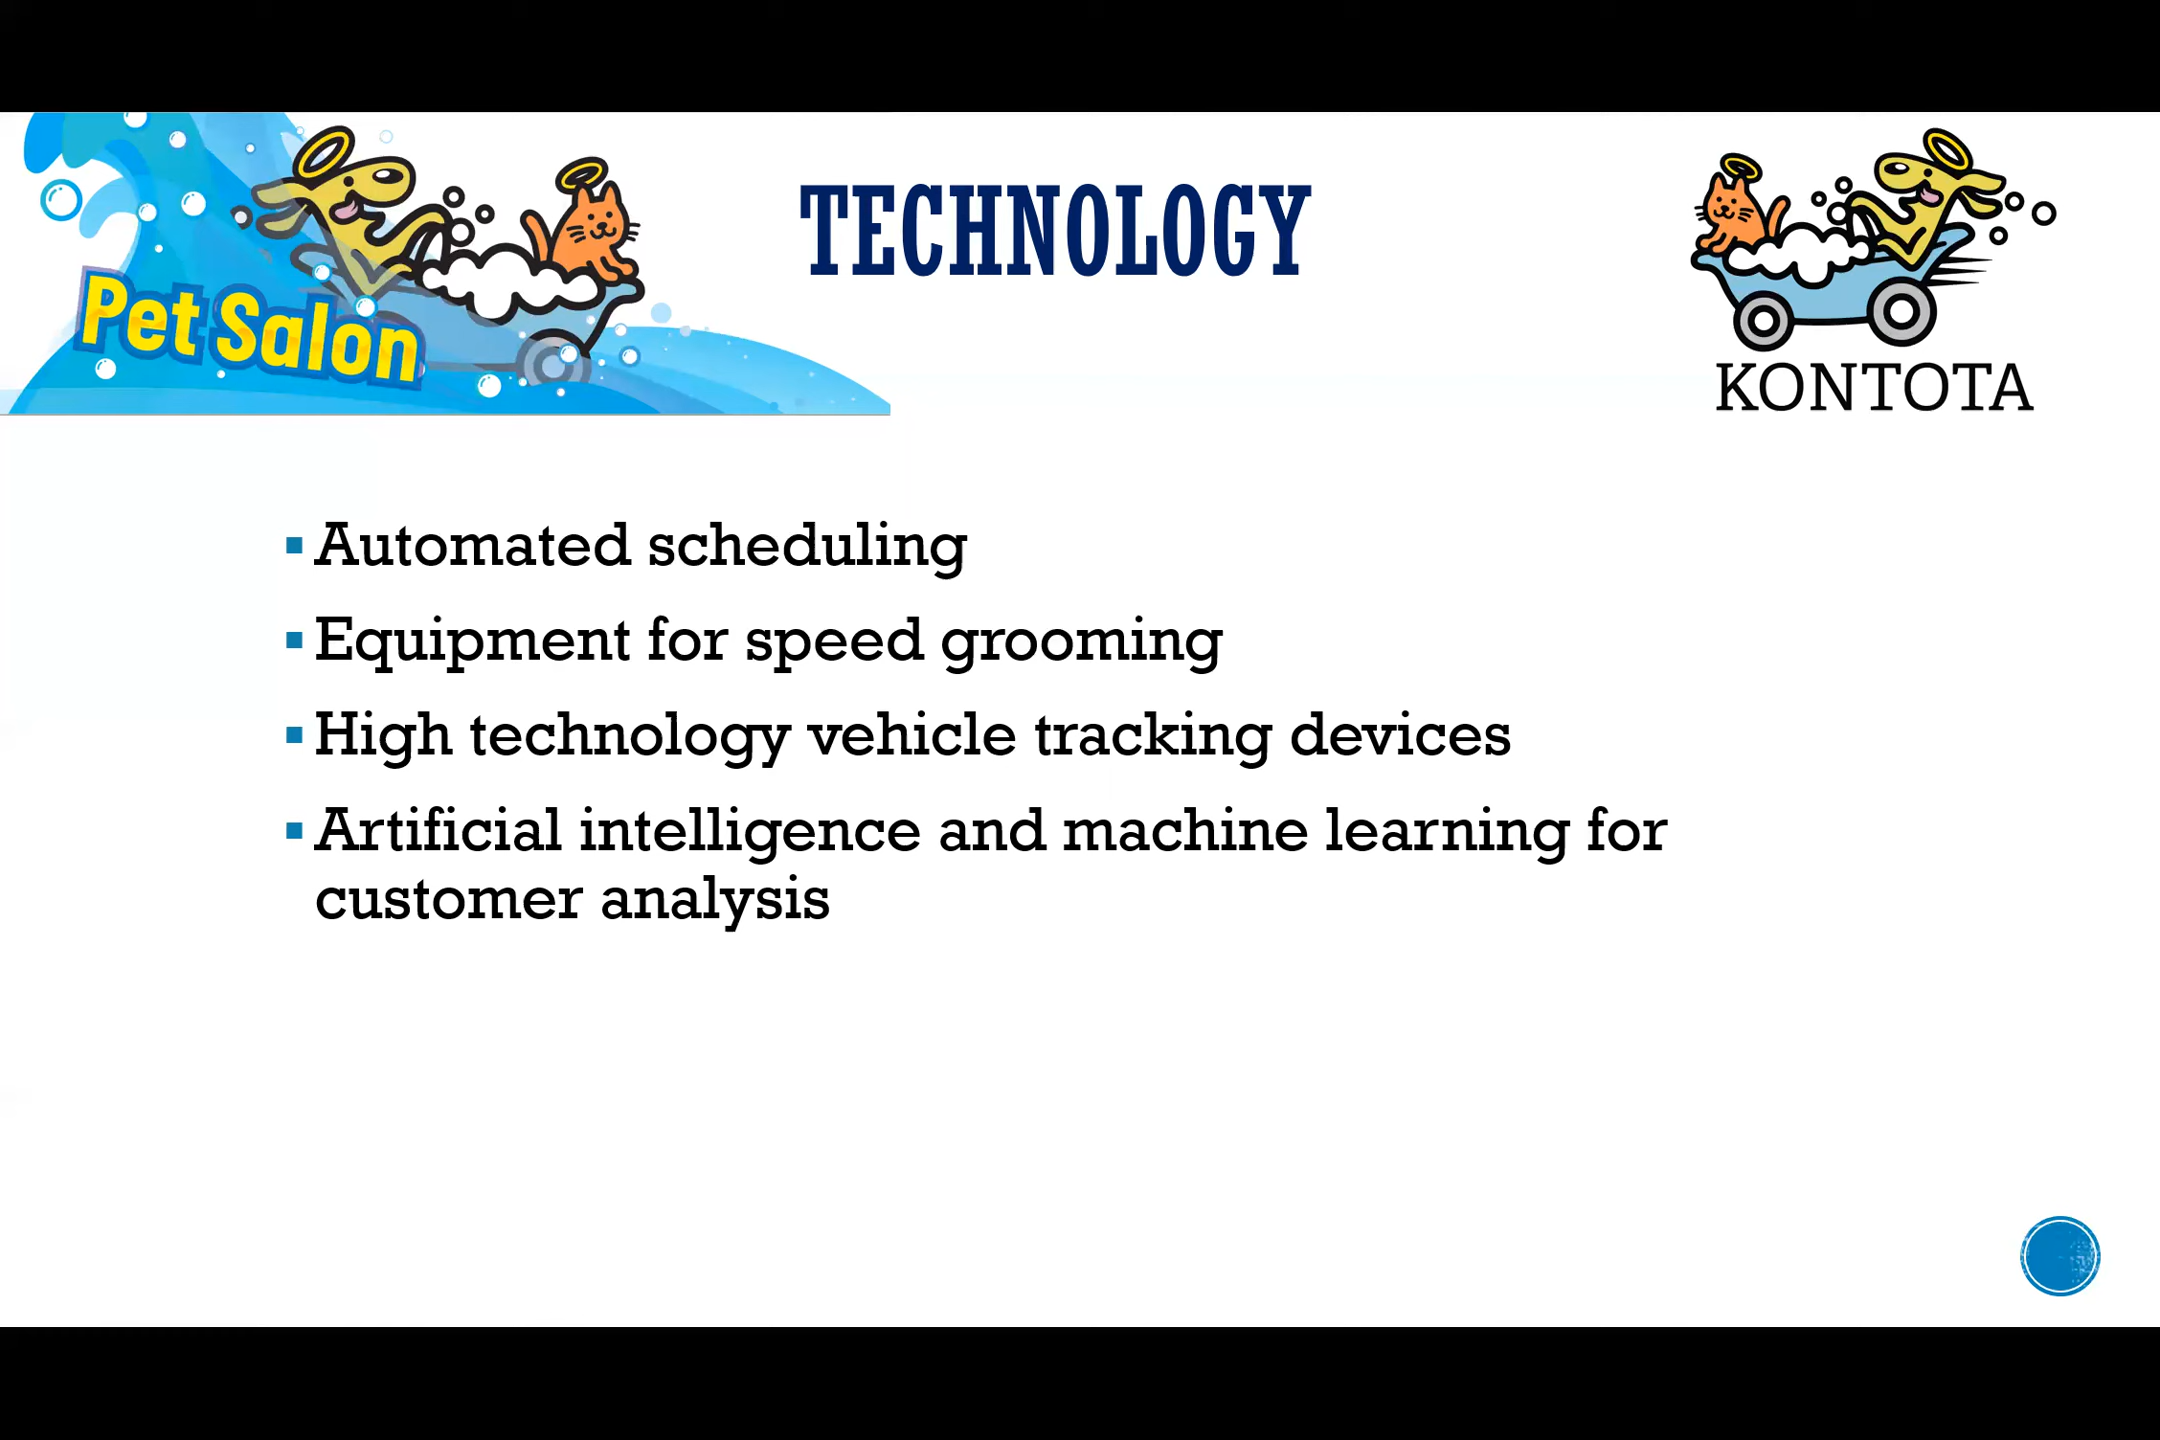 Pet Salon
TECHNOLOGY
KONTOTA
▪ Automated scheduling
▪ Equipment for speed grooming
▪ High technology vehicle tracking devices
▪ Artificial intelligence and machine learning for
customer analysis